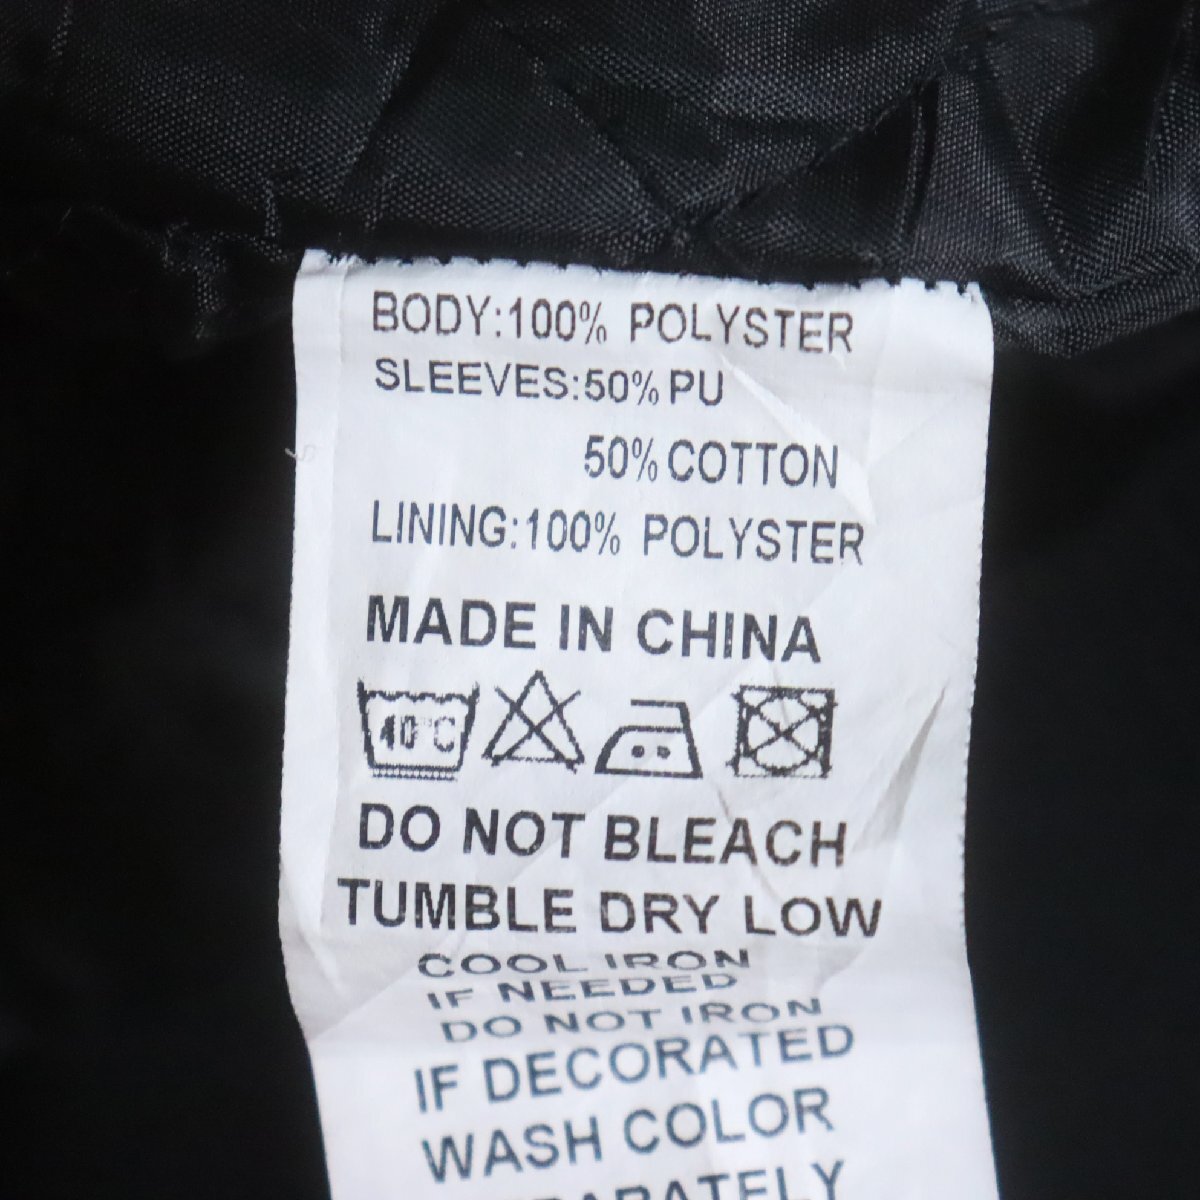 BODY:100% POLYSTER
SLEEVES:50% PU
50% COTTON
LINING:100% POLYSTER
MADE IN CHINA
40°C
DO NOT BLEACH
TUMBLE DRY LOW
COOL IRON
IF NEEDED
DO NOT IRON
IF DECORATED
WASH COLOR